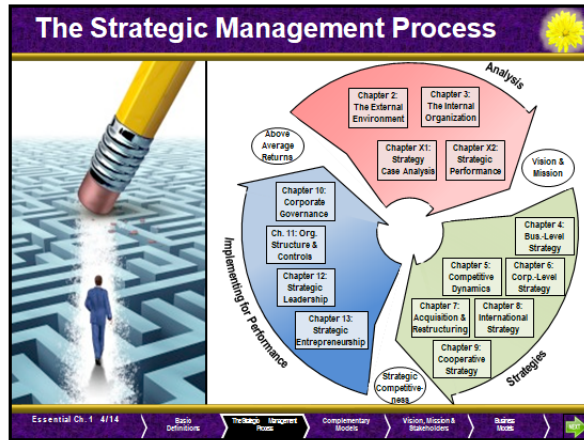 The Strategic Management Process
Analysis
Chapter 2:
The External
Environment
Chapter 3:
The Internal
Organization
Chapter X1:
Strategy
Case Analysis
Chapter X2:
Strategic
Performance
Above
Average
Returns
Vision &
Mission
Chapter 10:
Corporate
Governance
Ch. 11: Org.
Structure &
Controls
Chapter 12:
Strategic
Leadership
Chapter 13:
Strategic
Entrepreneurship
Implementing for Performance
Chapter 4:
Bus.-Level
Strategy
Chapter 5:
Competitive
Dynamics
Chapter 6:
Corp.-Level
Strategy
Chapter 7:
Acquisition &
Restructuring
Chapter 8:
International
Strategy
Chapter 9:
Cooperative
Strategy
Strategies
Strategic
Competitive-
ness
Essential Ch. 1 4/14
Basic
Definitions
The Strategic Management
Process
Complementary
Models
Vision, Mission &
Stakeholders
Business
Models
NEXT